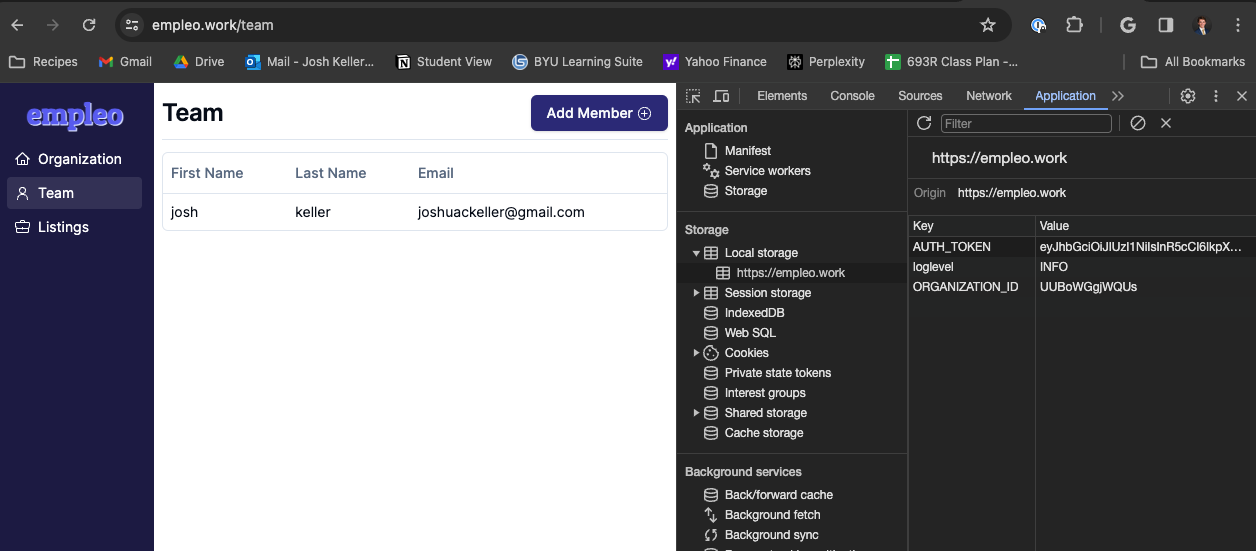 empleo.work/team
Recipes Gmail Drive Mail - Josh Keller... Student View BYU Learning Suite Yahoo Finance Perplexity 693R Class Plan -... All Bookmarks
empleo
Organization
Team
Listings
Team
Add Member
First Name Last Name Email
josh keller joshuackeller@gmail.com
Elements Console Sources Network Application
Application
Manifest
Service workers
Storage
Storage
Local storage
https://empleo.work
Session storage
IndexedDB
Web SQL
Cookies
Private state tokens
Interest groups
Shared storage
Cache storage
Background services
Back/forward cache
Background fetch
Background sync
Filter
https://empleo.work
Origin https://empleo.work
Key Value
AUTH_TOKEN eyJhbGciOiJIUzI1NiIsInR5cCI6IkpX...
loglevel INFO
ORGANIZATION_ID UUBoWGgjWQUs